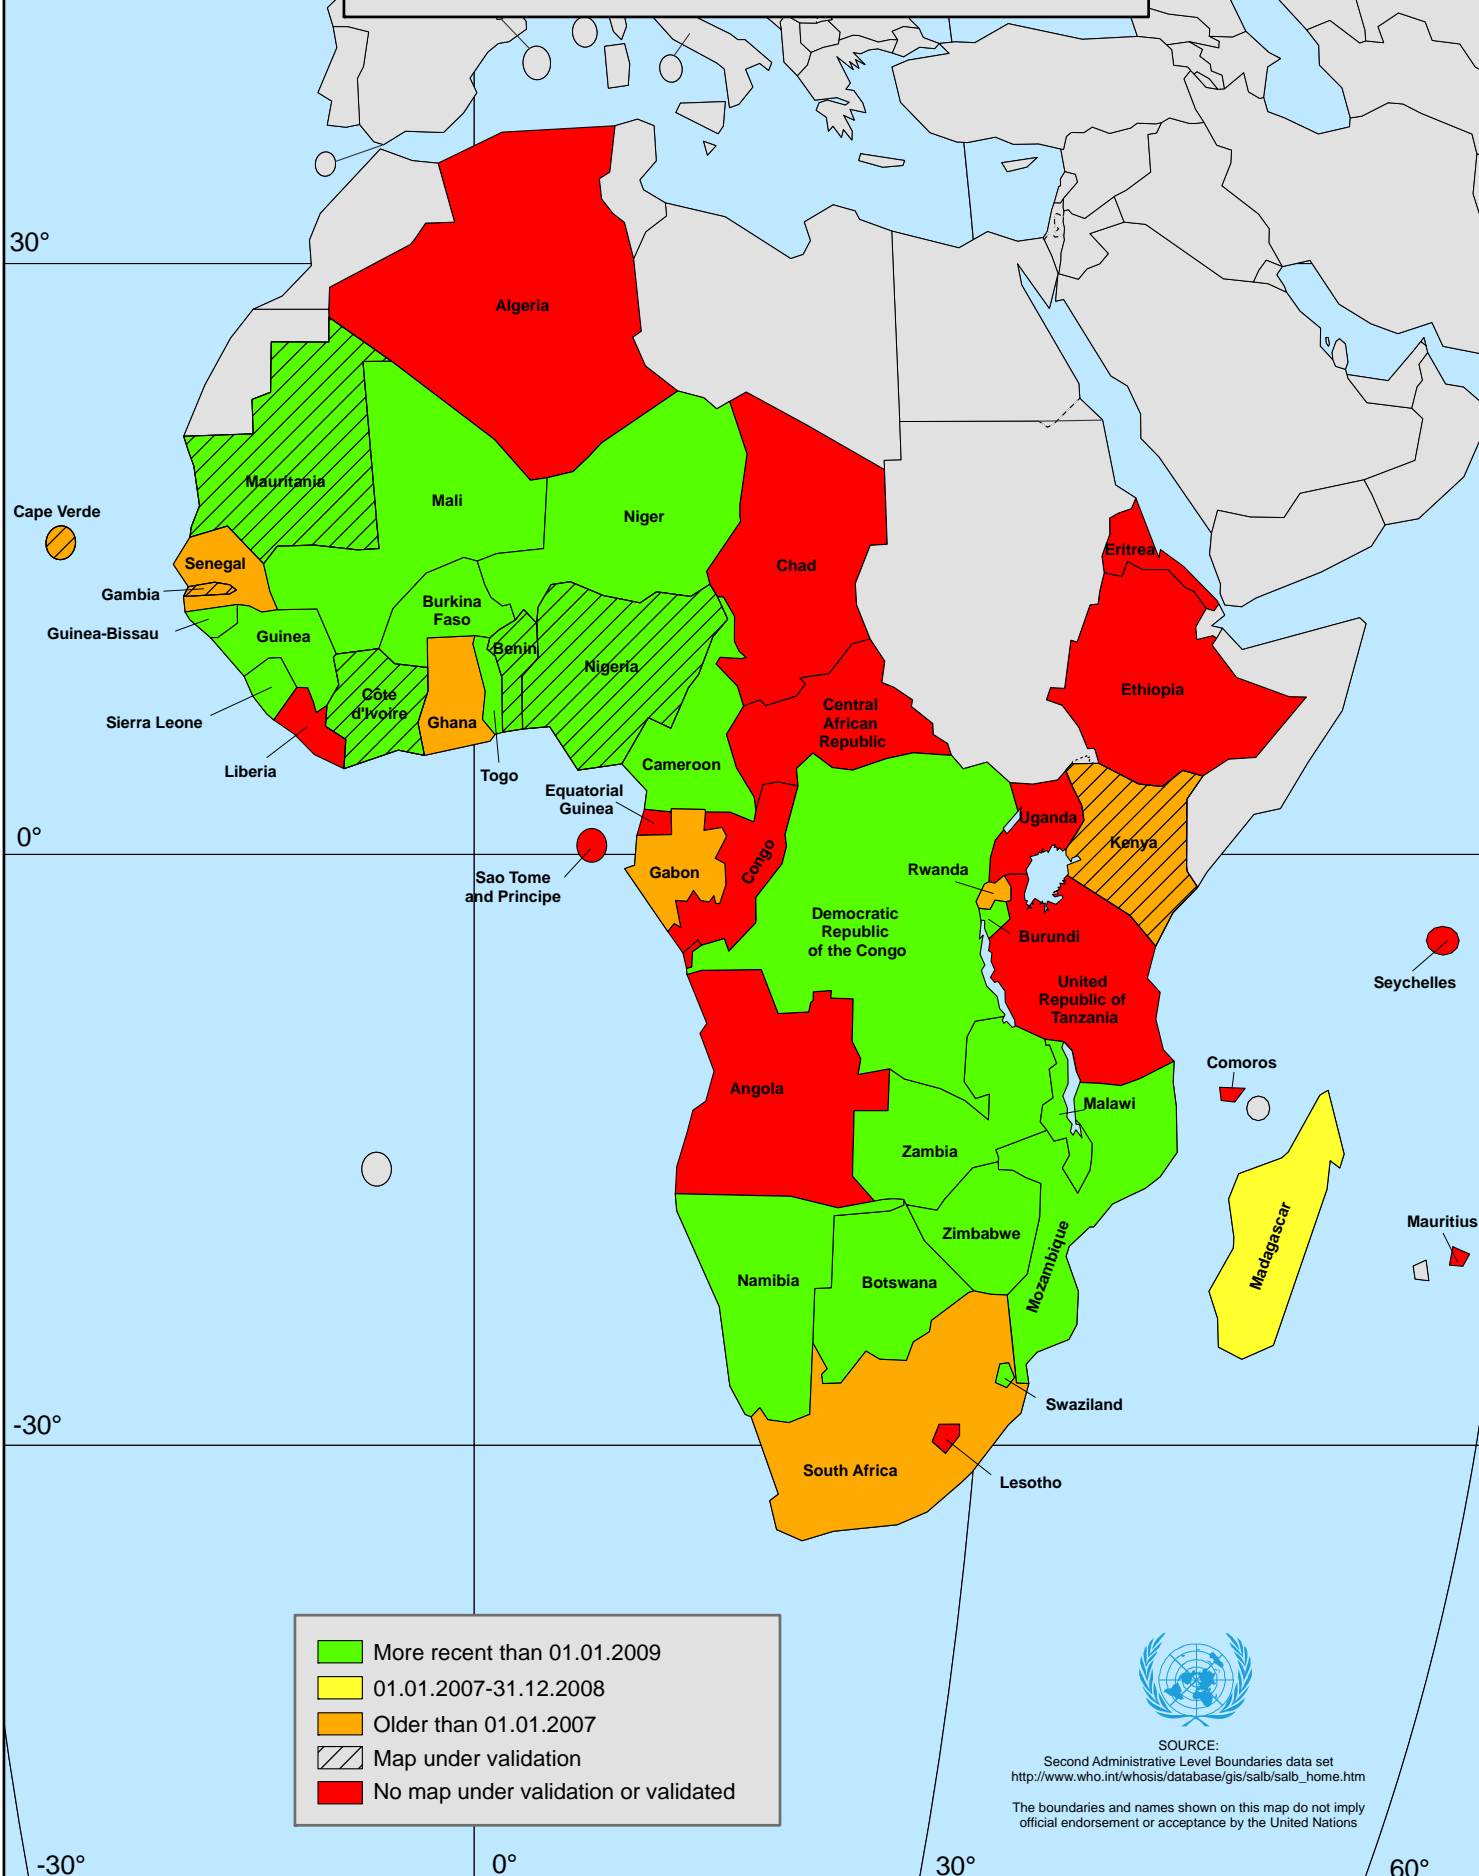 30°
Algeria
Mauritania
Mali
Niger
Cape Verde
Chad
Eritrea
Senegal
Gambia
Burkina
Faso
Guinea-Bissau
Guinea
Benin
Nigeria
Ethiopia
Côte
d'Ivoire
Ghana
Central
African
Republic
Sierra Leone
Liberia
Togo
Cameroon
Equatorial
Guinea
Uganda
Kenya
0°
Gabon
Congo
Rwanda
Sao Tome
and Principe
Democratic
Republic
of the Congo
Burundi
United
Republic of
Tanzania
Seychelles
Comoros
Angola
Malawi
Zambia
Mauritius
Zimbabwe
Mozambique
Madagascar
Namibia
Botswana
Swaziland
-30°
South Africa
Lesotho
More recent than 01.01.2009
01.01.2007-31.12.2008
Older than 01.01.2007
Map under validation
No map under validation or validated
SOURCE:
Second Administrative Level Boundaries data set
http://www.who.int/whosis/database/gis/salb/salb_home.htm
The boundaries and names shown on this map do not imply
official endorsement or acceptance by the United Nations
-30°
0°
30°
60°